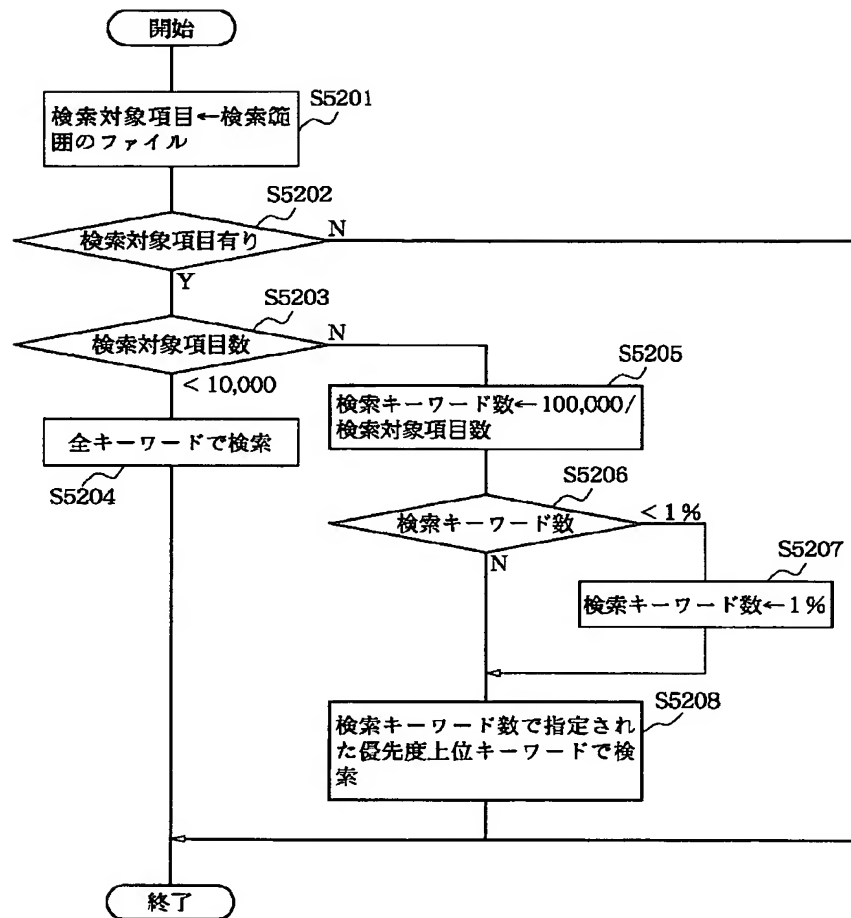 開始
S5201
検索対象項目←検索範
囲のファイル
S5202
検索対象項目有り
N
Y
S5203
検索対象項目数
N
< 10,000
S5205
検索キーワード数←100,000/
検索対象項目数
全キーワードで検索
S5204
S5206
検索キーワード数
< 1%
N
S5207
検索キーワード数←1%
S5208
検索キーワード数で指定され
た優先度上位キーワードで検
索
終了